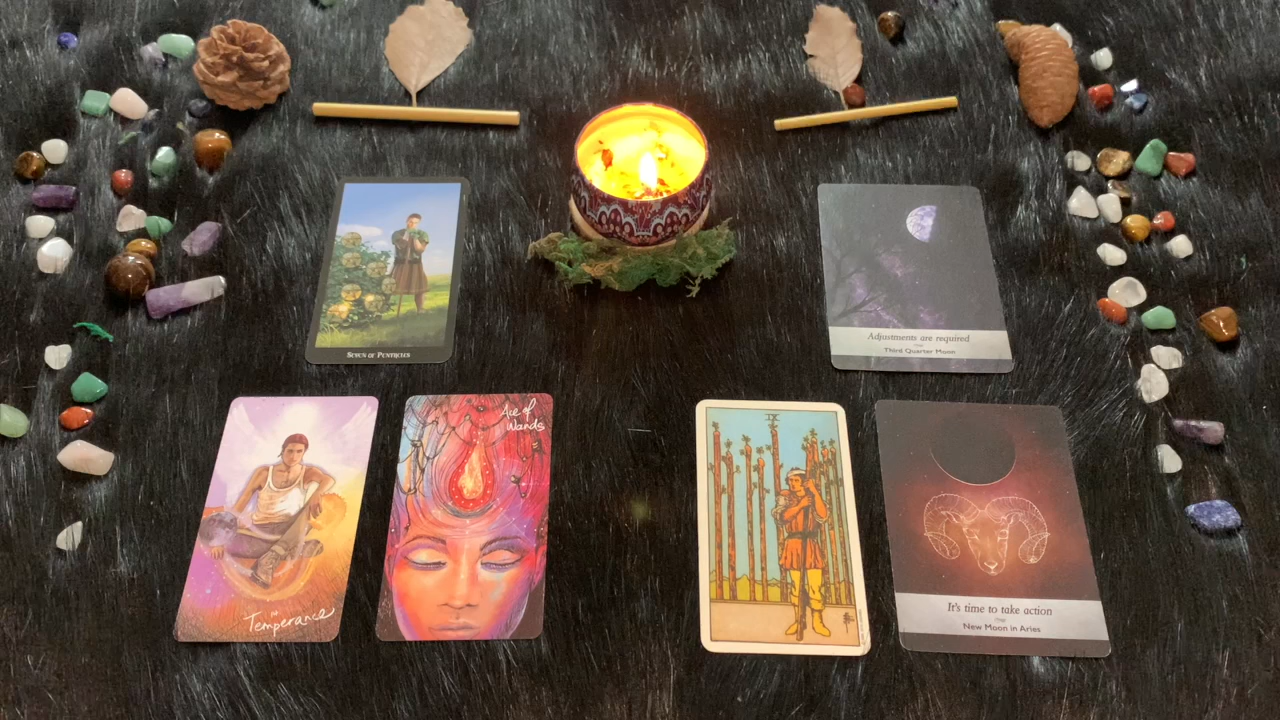 Seven of Pentacles
Adjustments are required
Third Quarter Moon
Ace of
Wands
IX
It's time to take action
New Moon in Aries
Temperance